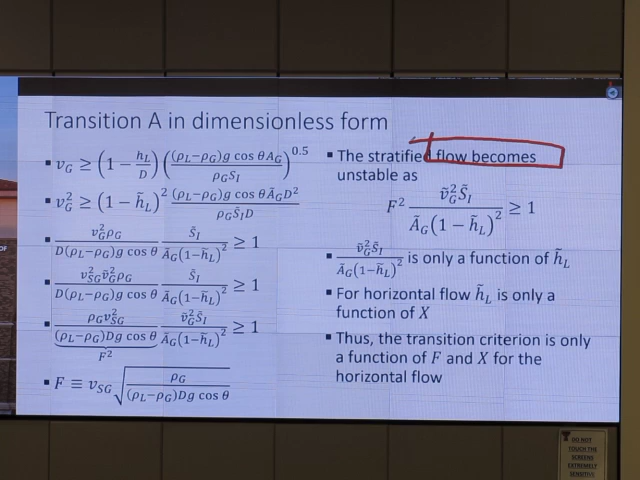 Transition A in dimensionless form
▪ v_G ≥ (1 − h_L/D) ((ρ_L−ρ_G)g cos θ A_G / ρ_G S_I)^0.5
▪ v_G^2 ≥ (1 − h̃_L)^2 (ρ_L−ρ_G)g cos θ Ã_G D^2 / ρ_G S̃_I D
▪ v_G^2 ρ_G / D(ρ_L−ρ_G)g cos θ S̃_I / Ã_G(1−h̃_L)^2 ≥ 1
▪ v_SG^2 ṽ_G^2 ρ_G / D(ρ_L−ρ_G)g cos θ S̃_I / Ã_G(1−h̃_L)^2 ≥ 1
▪ ρ_G v_SG^2 / (ρ_L−ρ_G)Dg cos θ ṽ_G^2 S̃_I / Ã_G(1−h̃_L)^2 ≥ 1
F^2
▪ F ≡ v_SG √(ρ_G / (ρ_L−ρ_G)Dg cos θ)
▪ The stratified flow becomes
unstable as
F^2 ṽ_G^2 S̃_I / Ã_G(1 − h̃_L)^2 ≥ 1
▪ ṽ_G^2 S̃_I / Ã_G(1−h̃_L)^2 is only a function of h̃_L
▪ For horizontal flow h̃_L is only a
function of X
▪ Thus, the transition criterion is only
a function of F and X for the
horizontal flow
DO NOT
TOUCH THE
SCREENS
EXTREMELY
SENSITIVE